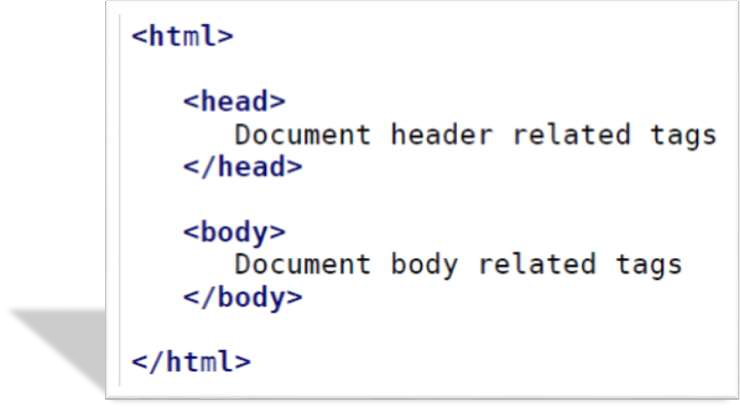 <html>
<head>
Document header related tags
</head>
<body>
Document body related tags
</body>
</html>